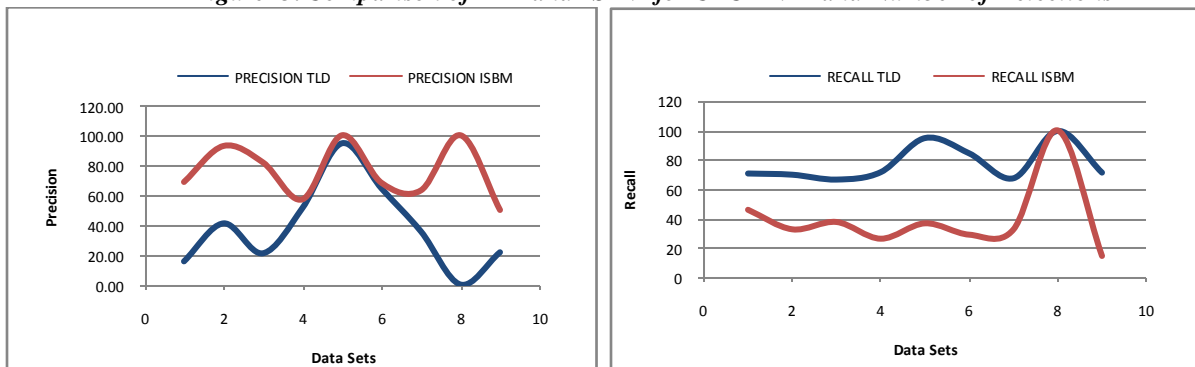 PRECISION TLD PRECISION ISBM
120.00
100.00
80.00
60.00
40.00
20.00
0.00
Precision
0 2 4 6 8 10
Data Sets
RECALL TLD RECALL ISBM
120
100
80
60
40
20
0
Recall
0 2 4 6 8 10
Data Sets